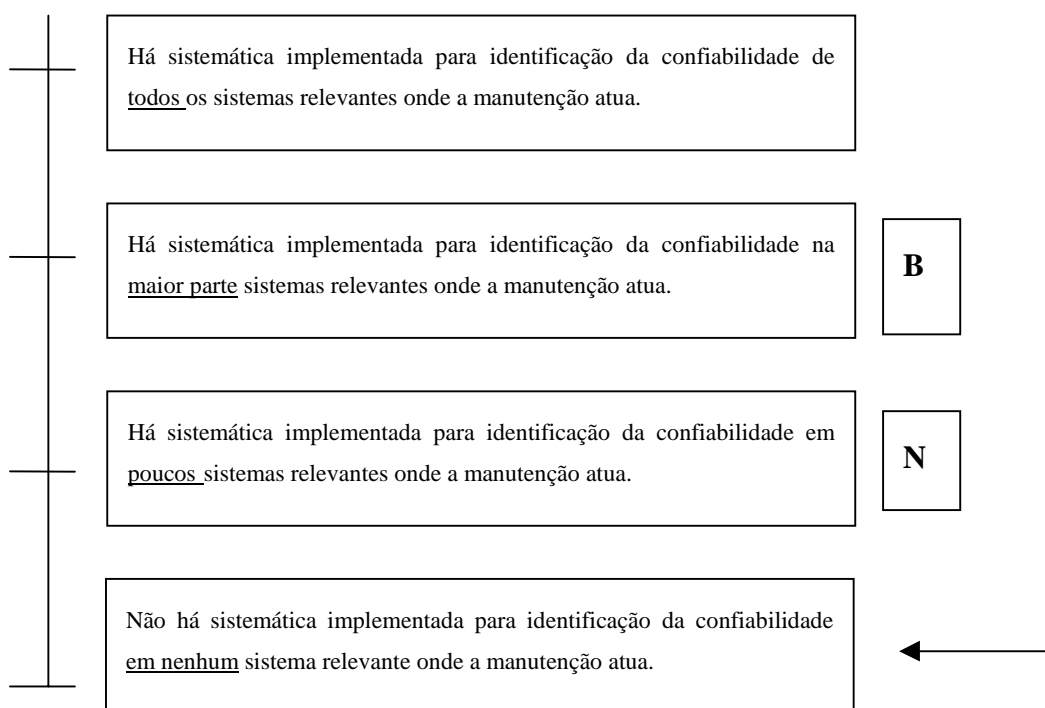 Há sistemática implementada para identificação da confiabilidade de
todos os sistemas relevantes onde a manutenção atua.
Há sistemática implementada para identificação da confiabilidade na
maior parte sistemas relevantes onde a manutenção atua.
B
Há sistemática implementada para identificação da confiabilidade em
poucos sistemas relevantes onde a manutenção atua.
N
Não há sistemática implementada para identificação da confiabilidade
em nenhum sistema relevante onde a manutenção atua.